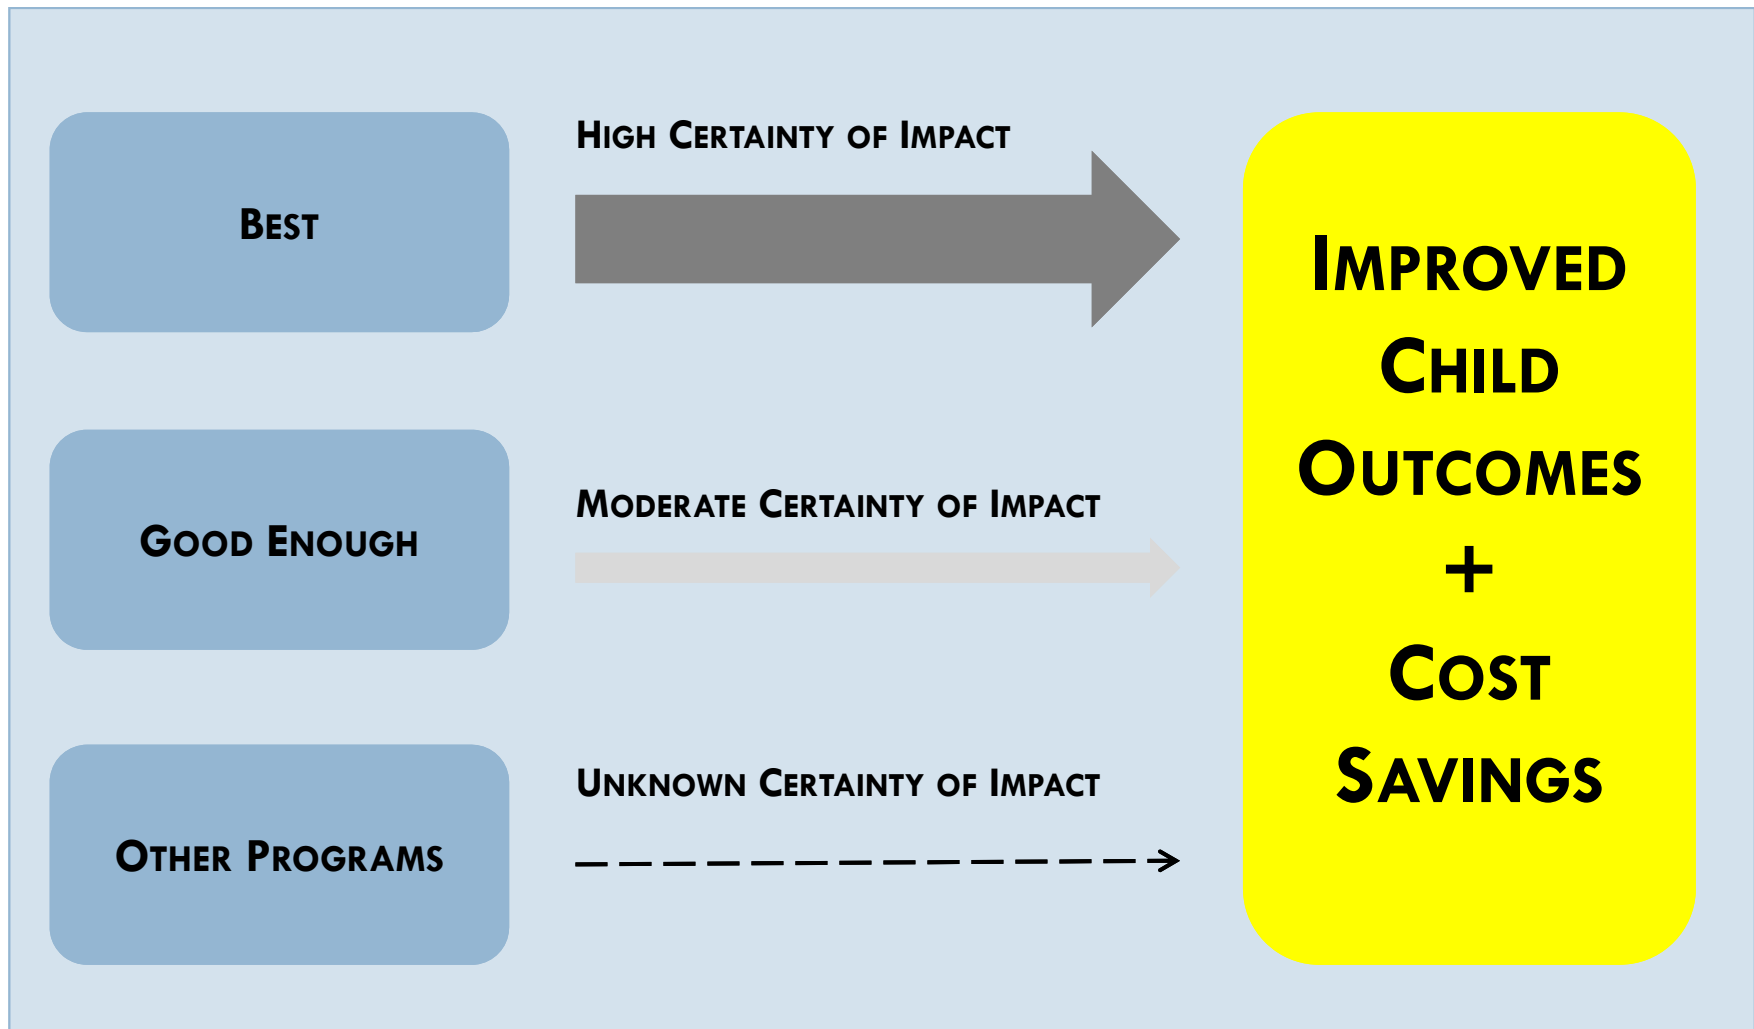 BEST
HIGH CERTAINTY OF IMPACT
GOOD ENOUGH
MODERATE CERTAINTY OF IMPACT
OTHER PROGRAMS
UNKNOWN CERTAINTY OF IMPACT
IMPROVED
CHILD
OUTCOMES
+
COST
SAVINGS